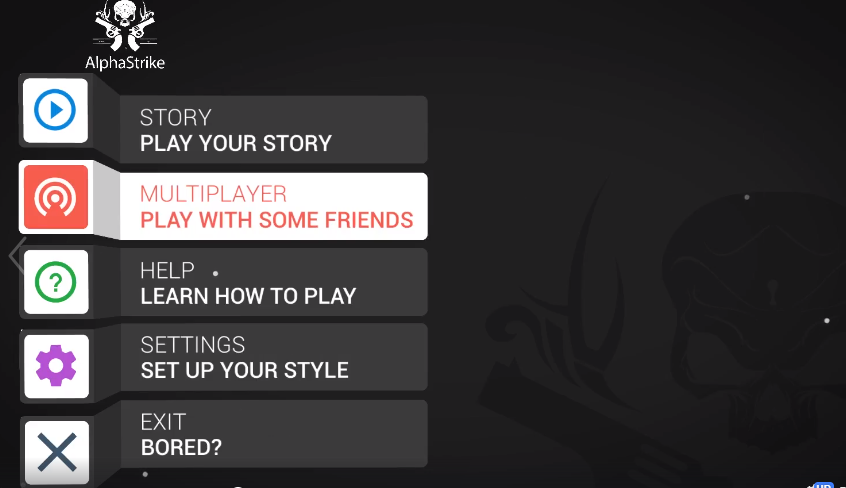 AlphaStrike
STORY
PLAY YOUR STORY
MULTIPLAYER
PLAY WITH SOME FRIENDS
HELP
LEARN HOW TO PLAY
SETTINGS
SET UP YOUR STYLE
EXIT
BORED?